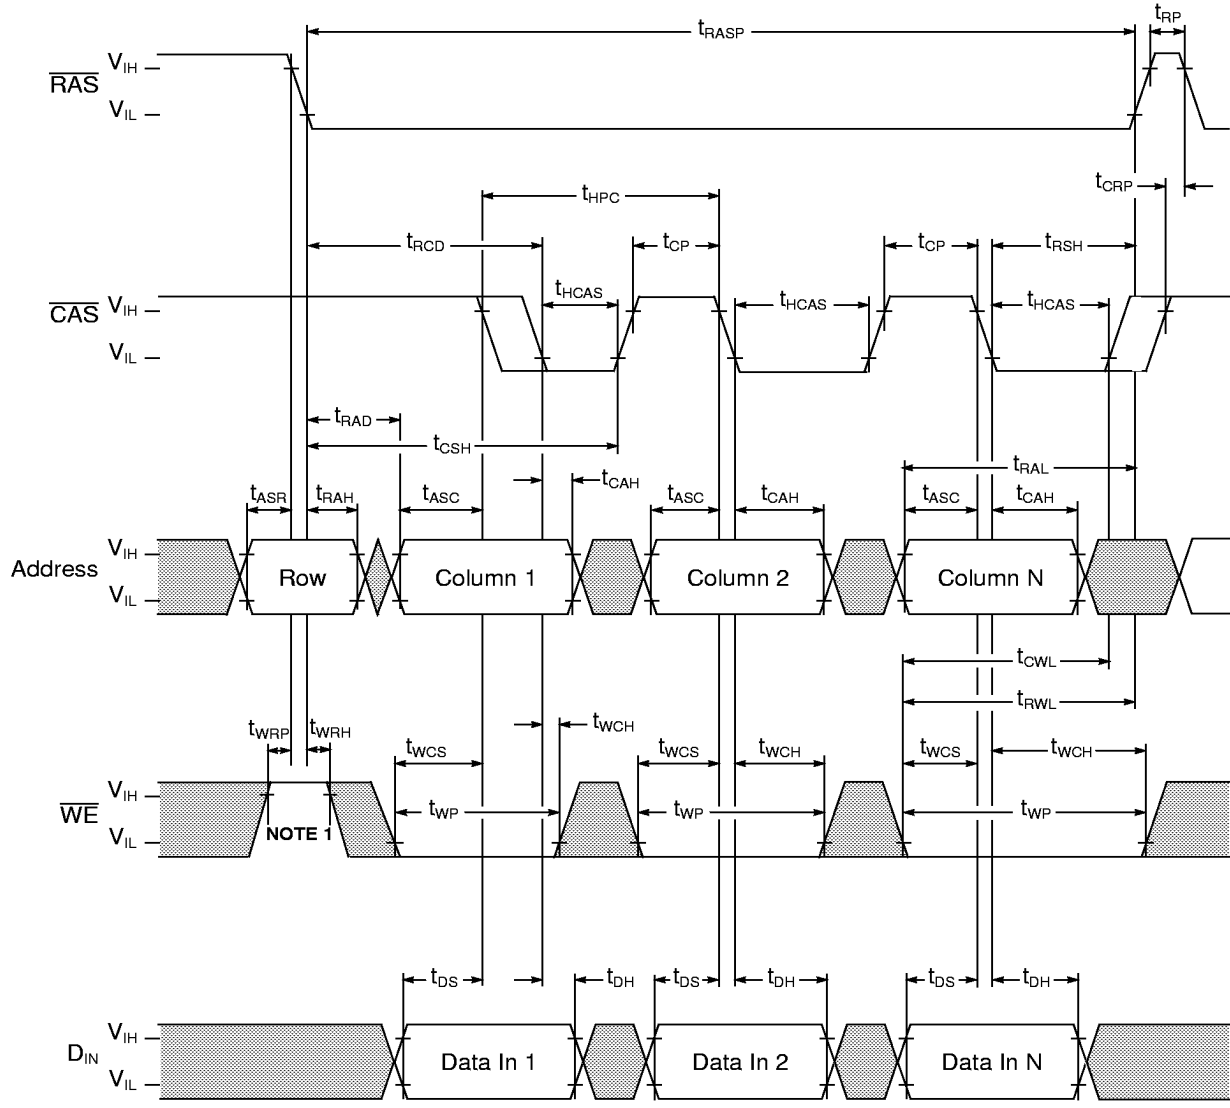 tRASP
tRP
RAS
VIH
VIL
tCRP
tHPC
tRCD
tCP
tCP
tRSH
CAS
VIH
VIL
tHCAS
tHCAS
tHCAS
tRAD
tCSH
tRAL
tASR
tRAH
tASC
tCAH
tASC
tCAH
tASC
tCAH
Address
VIH
VIL
Row
Column 1
Column 2
Column N
tCWL
tRWL
tWRP
tWRH
tWCS
tWCH
tWCS
tWCH
tWCS
tWCH
WE
VIH
VIL
NOTE 1
tWP
tWP
tWP
tDS
tDH
tDS
tDH
tDS
tDH
DIN
VIH
VIL
Data In 1
Data In 2
Data In N